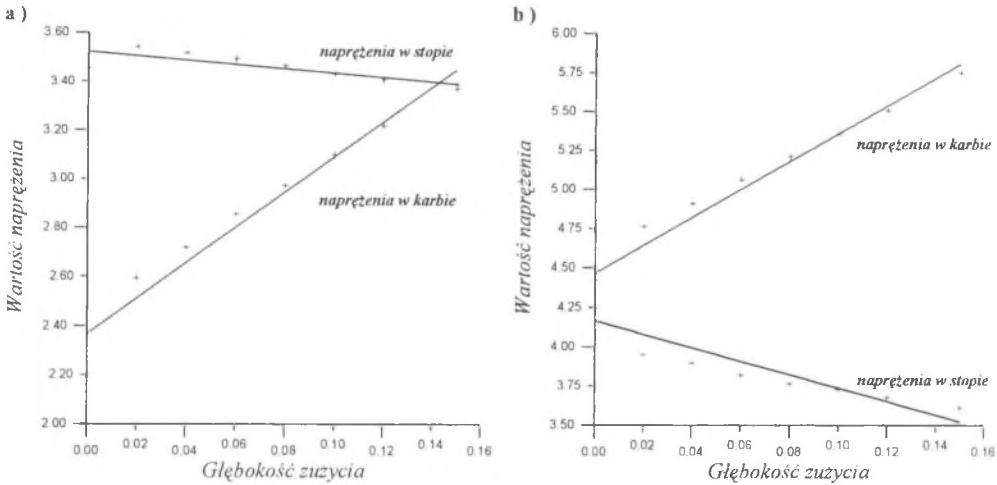 a )
3.60
3.40
3.20
3.00
2.80
2.60
2.40
2.00
Wartość naprężenia
naprężenia w stopie
naprężenia w karbie
0.00 0.02 0.04 0.06 0.08 0.10 0.12 0.14 0.16
Głębokość zużycia
b )
6.00
5.75
5.50
5.25
5.00
4.75
4.50
4.25
4.00
3.75
3.50
Wartość naprężenia
naprężenia w karbie
naprężenia w stopie
0.00 0.02 0.04 0.06 0.08 0.10 0.12 0.14 0.16
Głębokość zużycia